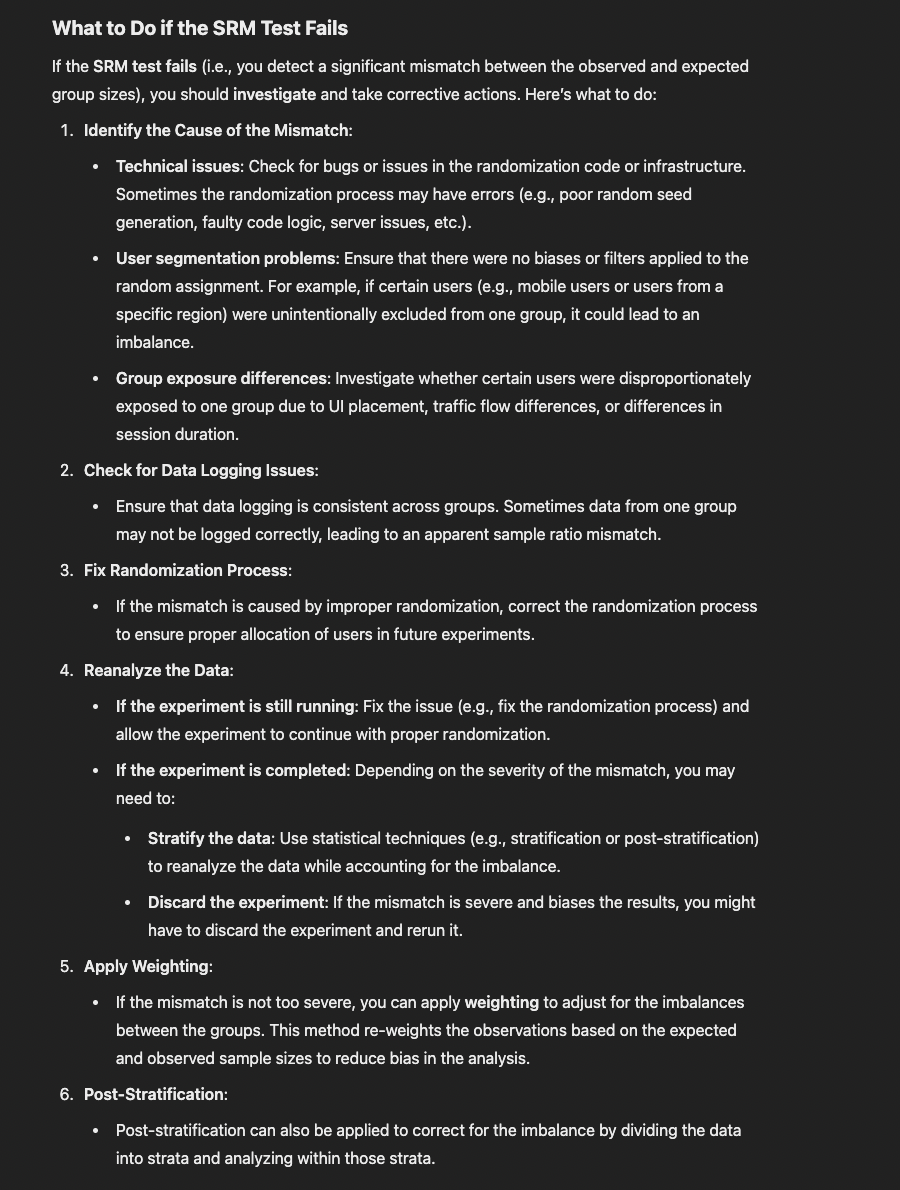 What to Do if the SRM Test Fails
If the SRM test fails (i.e., you detect a significant mismatch between the observed and expected
group sizes), you should investigate and take corrective actions. Here’s what to do:
1. Identify the Cause of the Mismatch:
• Technical issues: Check for bugs or issues in the randomization code or infrastructure.
Sometimes the randomization process may have errors (e.g., poor random seed
generation, faulty code logic, server issues, etc.).
• User segmentation problems: Ensure that there were no biases or filters applied to the
random assignment. For example, if certain users (e.g., mobile users or users from a
specific region) were unintentionally excluded from one group, it could lead to an
imbalance.
• Group exposure differences: Investigate whether certain users were disproportionately
exposed to one group due to UI placement, traffic flow differences, or differences in
session duration.
2. Check for Data Logging Issues:
• Ensure that data logging is consistent across groups. Sometimes data from one group
may not be logged correctly, leading to an apparent sample ratio mismatch.
3. Fix Randomization Process:
• If the mismatch is caused by improper randomization, correct the randomization process
to ensure proper allocation of users in future experiments.
4. Reanalyze the Data:
• If the experiment is still running: Fix the issue (e.g., fix the randomization process) and
allow the experiment to continue with proper randomization.
• If the experiment is completed: Depending on the severity of the mismatch, you may
need to:
• Stratify the data: Use statistical techniques (e.g., stratification or post-stratification)
to reanalyze the data while accounting for the imbalance.
• Discard the experiment: If the mismatch is severe and biases the results, you might
have to discard the experiment and rerun it.
5. Apply Weighting:
• If the mismatch is not too severe, you can apply weighting to adjust for the imbalances
between the groups. This method re-weights the observations based on the expected
and observed sample sizes to reduce bias in the analysis.
6. Post-Stratification:
• Post-stratification can also be applied to correct for the imbalance by dividing the data
into strata and analyzing within those strata.